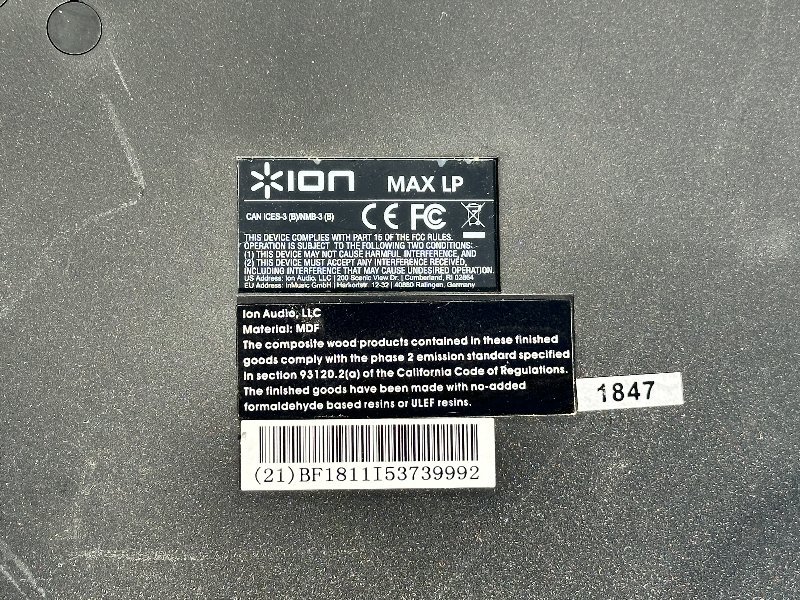 ION MAX LP
CAN ICES-3 (B)/NMB-3 (B)
CE FC
THIS DEVICE COMPLIES WITH PART 15 OF THE FCC RULES.
OPERATION IS SUBJECT TO THE FOLLOWING TWO CONDITIONS:
(1) THIS DEVICE MAY NOT CAUSE HARMFUL INTERFERENCE, AND
(2) THIS DEVICE MUST ACCEPT ANY INTERFERENCE RECEIVED,
INCLUDING INTERFERENCE THAT MAY CAUSE UNDESIRED OPERATION.
US Address: Ion Audio, LLC | 200 Scenic View Dr. | Cumberland, RI 02864
EU Address: InMusic GmbH | Harkortstr. 12-32 | 40880 Ratingen, Germany
Ion Audio, LLC
Material: MDF
The composite wood products contained in these finished
goods comply with the phase 2 emission standard specified
in section 93120.2(a) of the California Code of Regulations.
The finished goods have been made with no-added
formaldehyde based resins or ULEF resins.
1847
(21)BF1811I53739992